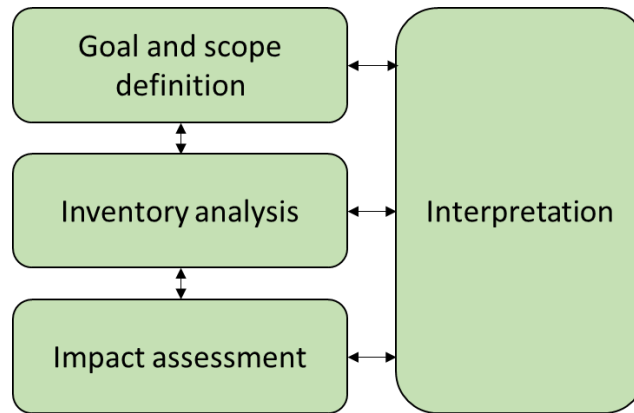 Goal and scope
definition
Inventory analysis
Interpretation
Impact assessment